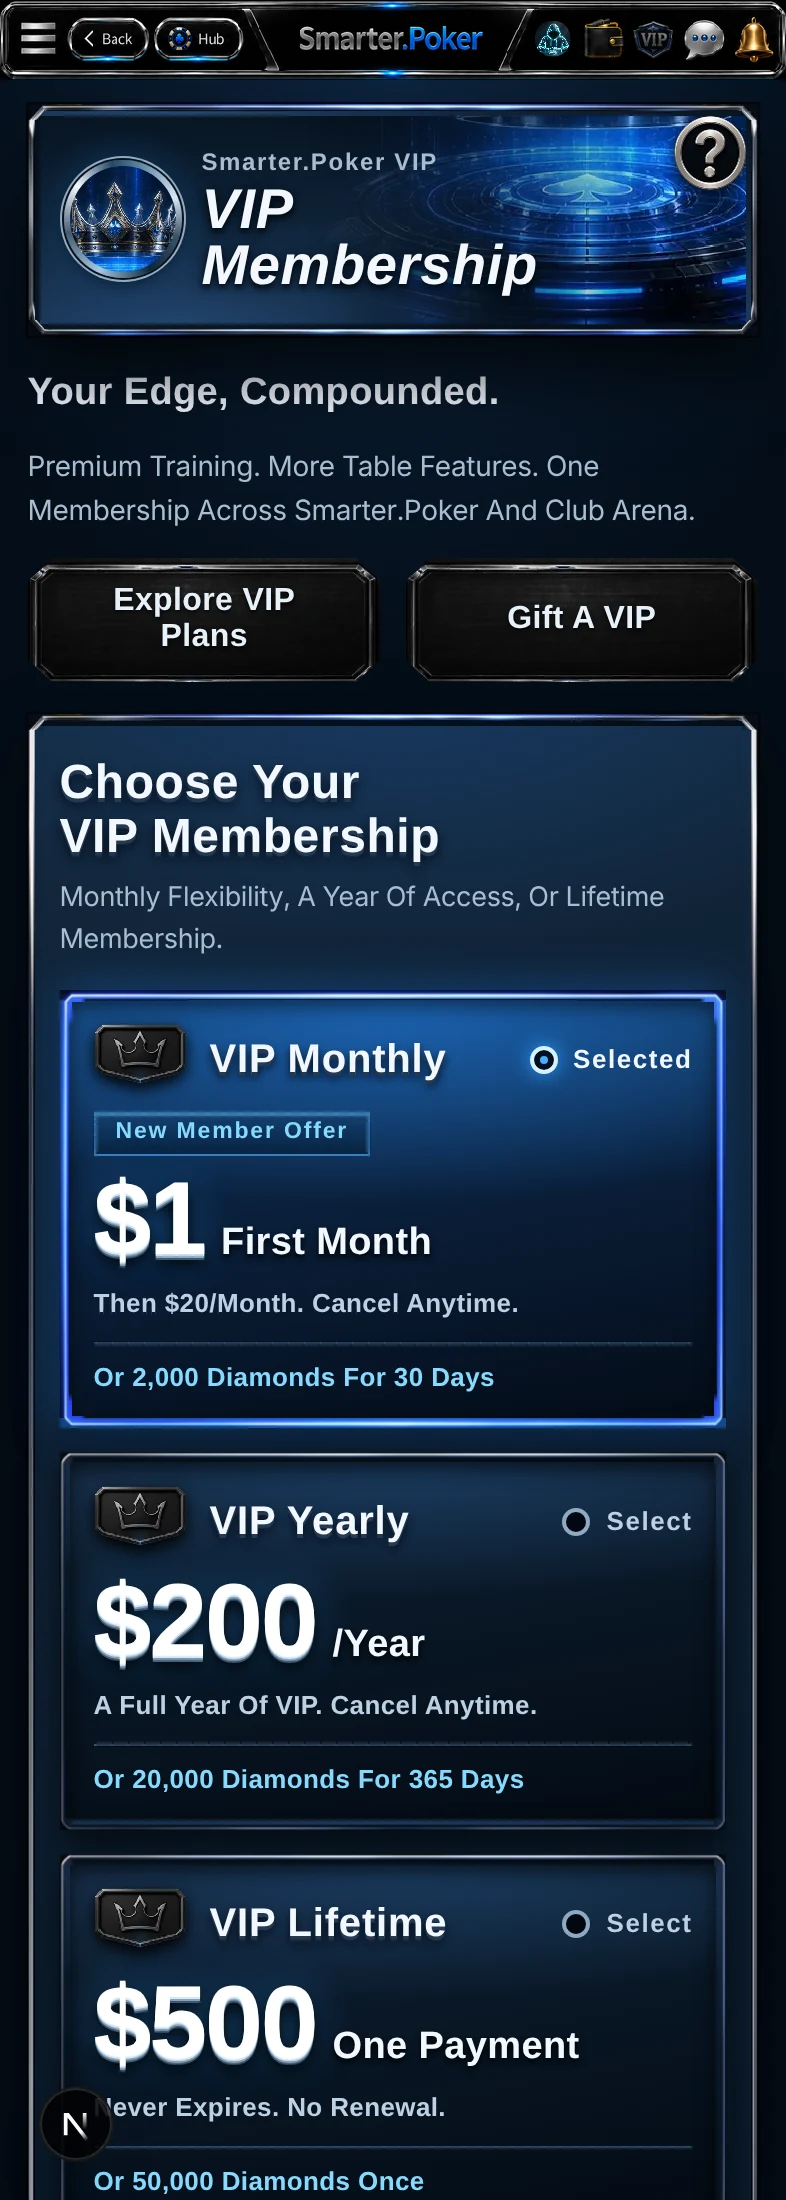 Back
Hub
Smarter.Poker
VIP
?
Smarter.Poker VIP
VIP
Membership
Your Edge, Compounded.
Premium Training. More Table Features. One
Membership Across Smarter.Poker And Club Arena.
Explore VIP
Plans
Gift A VIP
Choose Your
VIP Membership
Monthly Flexibility, A Year Of Access, Or Lifetime
Membership.
VIP Monthly
Selected
New Member Offer
$1 First Month
Then $20/Month. Cancel Anytime.
Or 2,000 Diamonds For 30 Days
VIP Yearly
Select
$200 /Year
A Full Year Of VIP. Cancel Anytime.
Or 20,000 Diamonds For 365 Days
VIP Lifetime
Select
$500 One Payment
Never Expires. No Renewal.
N
Or 50,000 Diamonds Once